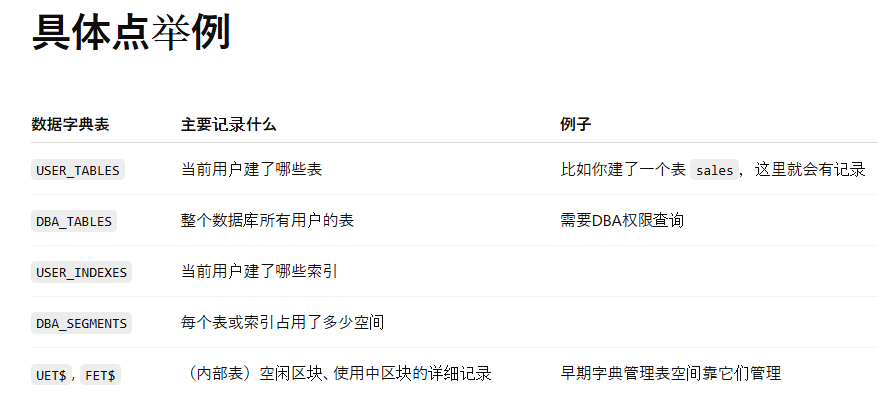 具体点举例
数据字典表 主要记录什么 例子
USER_TABLES 当前用户建了哪些表 比如你建了一个表 sales，这里就会有记录
DBA_TABLES 整个数据库所有用户的表 需要DBA权限查询
USER_INDEXES 当前用户建了哪些索引
DBA_SEGMENTS 每个表或索引占用了多少空间
UET$, FET$ （内部表）空闲区块、使用中区块的详细记录 早期字典管理表空间靠它们管理